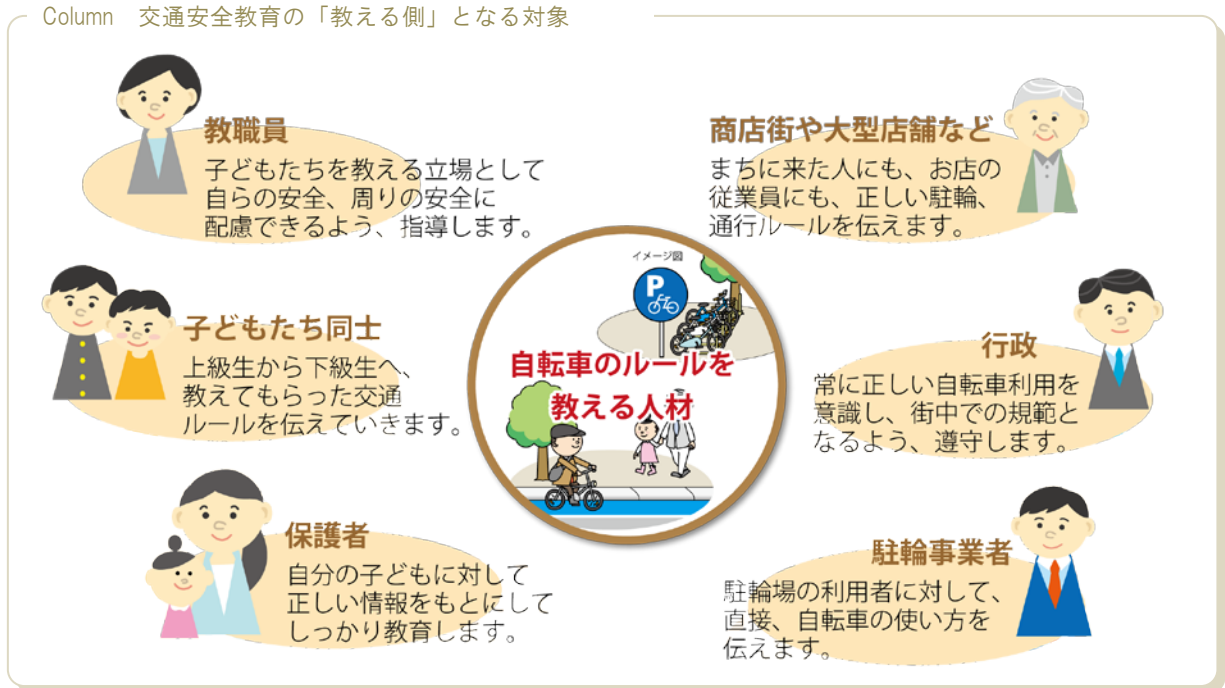 Column 交通安全教育の「教える側」となる対象
教職員
子どもたちを教える立場として
自らの安全、周りの安全に
配慮できるよう、指導します。
子どもたち同士
上級生から下級生へ、
教えてもらった交通
ルールを伝えていきます。
保護者
自分の子どもに対して
正しい情報をもとにして
しっかり教育します。
イメージ図
P
自転車のルールを
教える人材
商店街や大型店舗など
まちに来た人にも、お店の
従業員にも、正しい駐輪、
通行ルールを伝えます。
行政
常に正しい自転車利用を
意識し、街中での規範と
なるよう、遵守します。
駐輪事業者
駐輪場の利用者に対して、
直接、自転車の使い方を
伝えます。